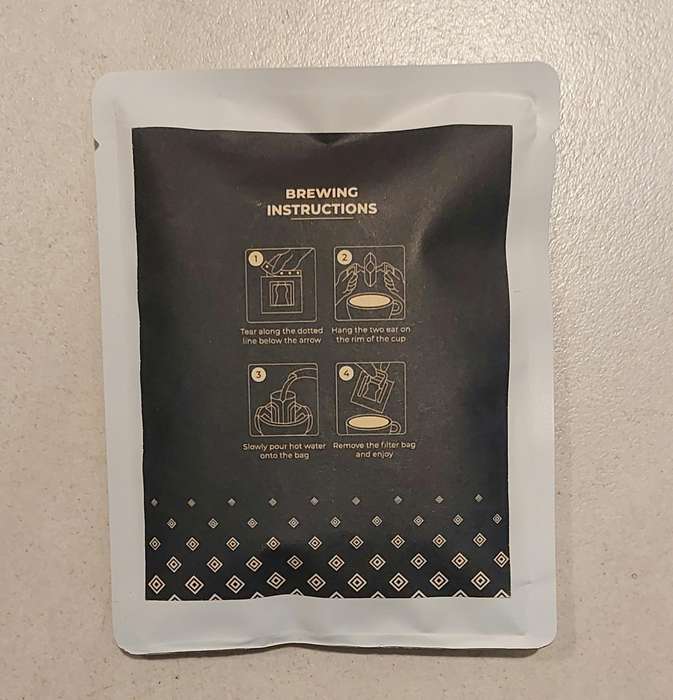 BREWING
INSTRUCTIONS
1
Tear along the dotted
line below the arrow
2
Hang the two ear on
the rim of the cup
3
Slowly pour hot water
onto the bag
4
Remove the filter bag
and enjoy